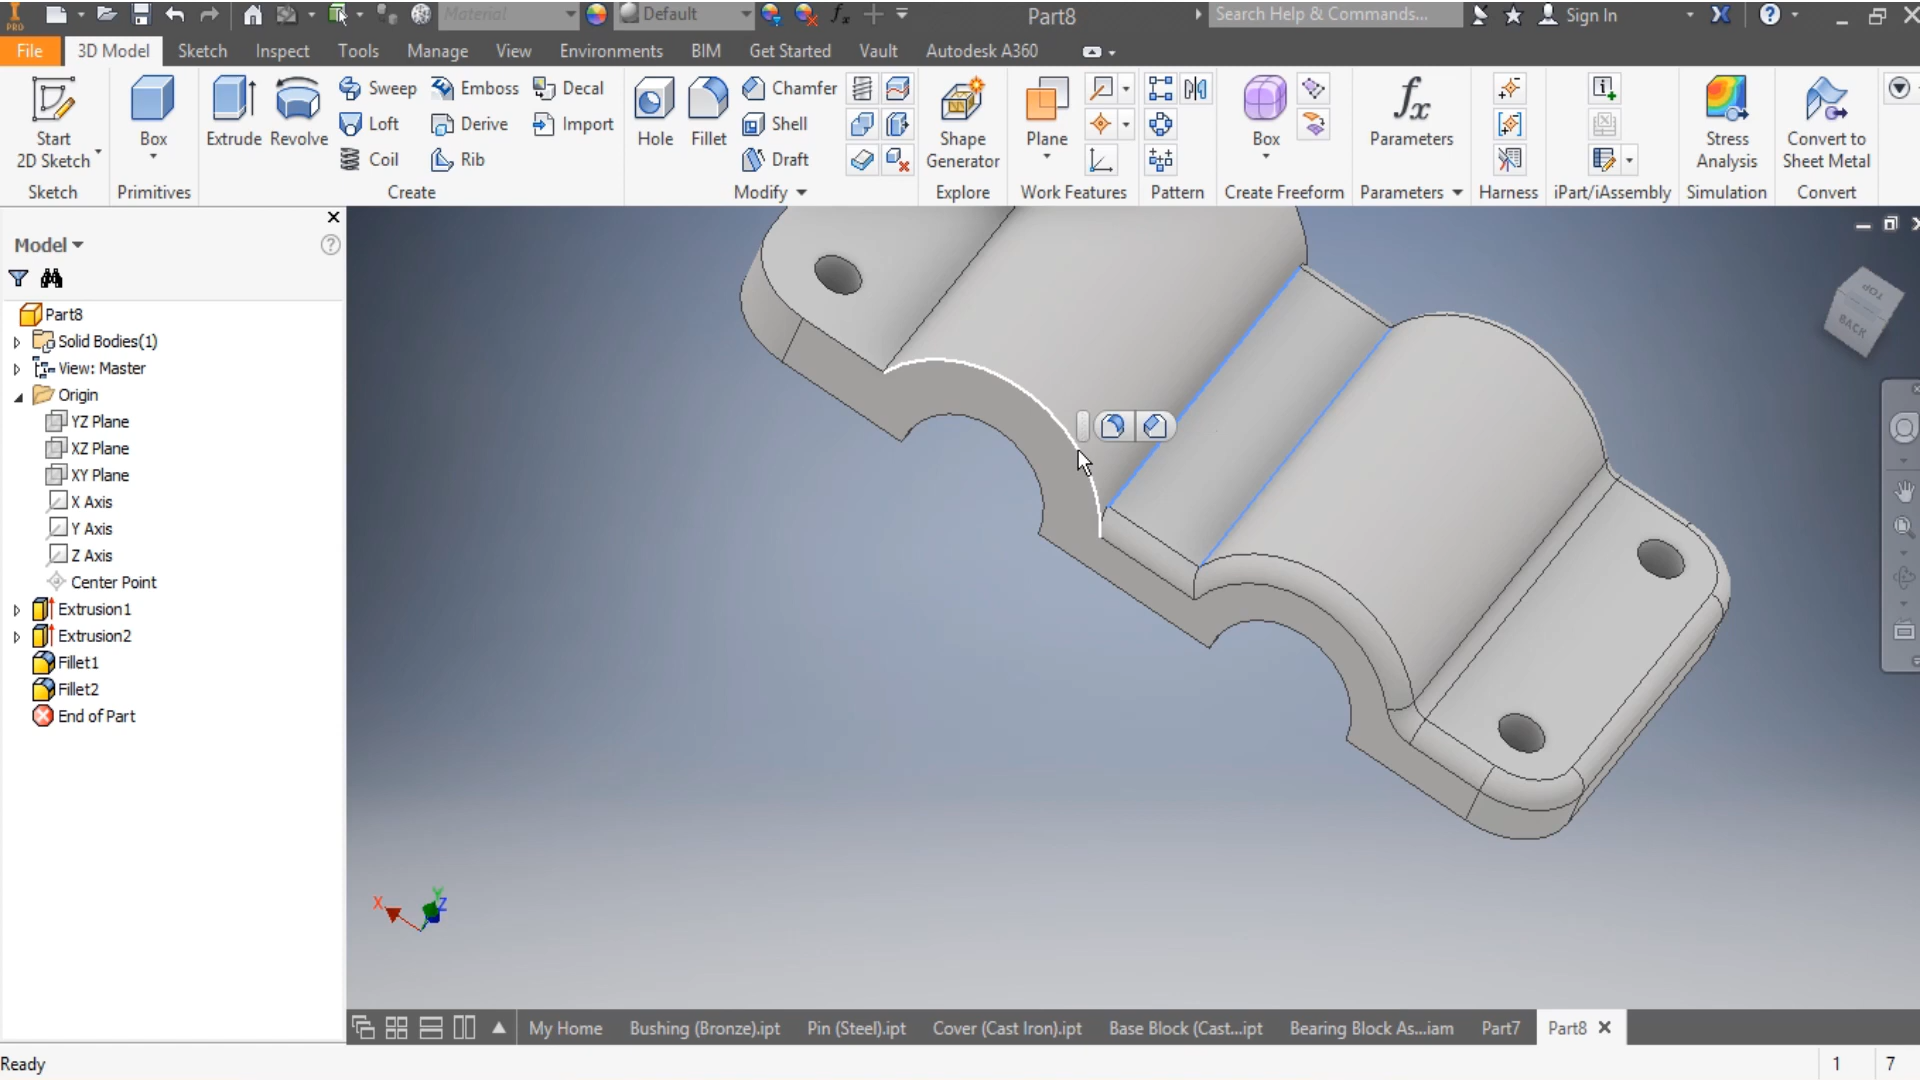 PRO Material Default fx Part8 Search Help & Commands... Sign In
File 3D Model Sketch Inspect Tools Manage View Environments BIM Get Started Vault Autodesk A360
Start 2D Sketch
Box
Extrude
Revolve
Sweep Emboss Decal
Loft Derive Import
Coil Rib
Hole
Fillet
Chamfer
Shell
Draft
Shape Generator
Plane
Box
fx
Parameters
Stress Analysis
Convert to Sheet Metal
Sketch Primitives Create Modify Explore Work Features Pattern Create Freeform Parameters Harness iPart/iAssembly Simulation Convert
Model
Part8
Solid Bodies(1)
View: Master
Origin
YZ Plane
XZ Plane
XY Plane
X Axis
Y Axis
Z Axis
Center Point
Extrusion1
Extrusion2
Fillet1
Fillet2
End of Part
TOP
BACK
X Y Z
My Home Bushing (Bronze).ipt Pin (Steel).ipt Cover (Cast Iron).ipt Base Block (Cast...ipt Bearing Block As...iam Part7 Part8
Ready 1 7